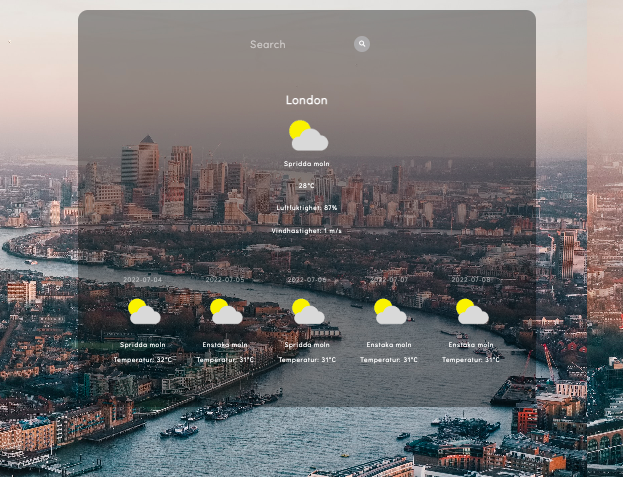 Search
London
Spridda moln
28°C
Luftfuktighet: 87%
Vindhastighet: 1 m/s
2022-07-04 2022-07-05 2022-07-06 2022-07-07 2022-07-08
Spridda moln Enstaka moln Spridda moln Enstaka moln Enstaka moln
Temperatur: 32°C Temperatur: 31°C Temperatur: 31°C Temperatur: 31°C Temperatur: 31°C